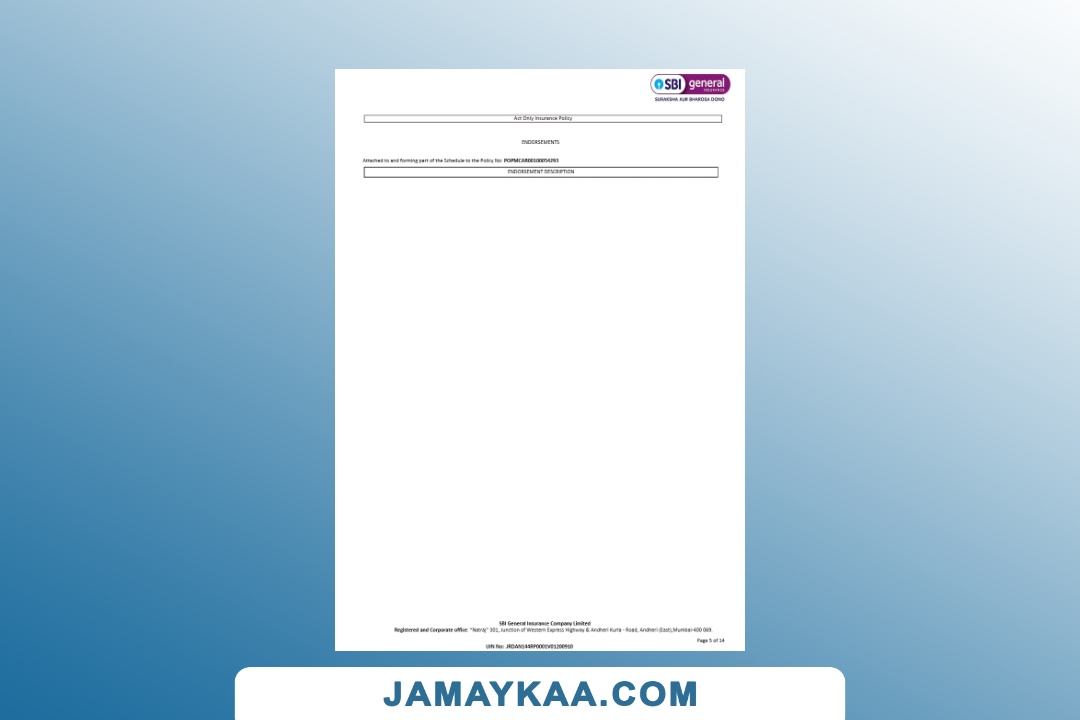 SBI general
INSURANCE
SURAKSHA AUR BHAROSA DONO
Act Only Insurance Policy
ENDORSEMENTS
Attached to and forming part of the Schedule to the Policy No:
ENDORSEMENT DESCRIPTION
SBI General Insurance Company Limited
Registered and Corporate office: "Natraj" 301, Junction of Western Express Highway & Andheri Kurla - Road, Andheri (East),Mumbai-400 069.
Page 5 of 14
UIN No:
JAMAYKAA.COM